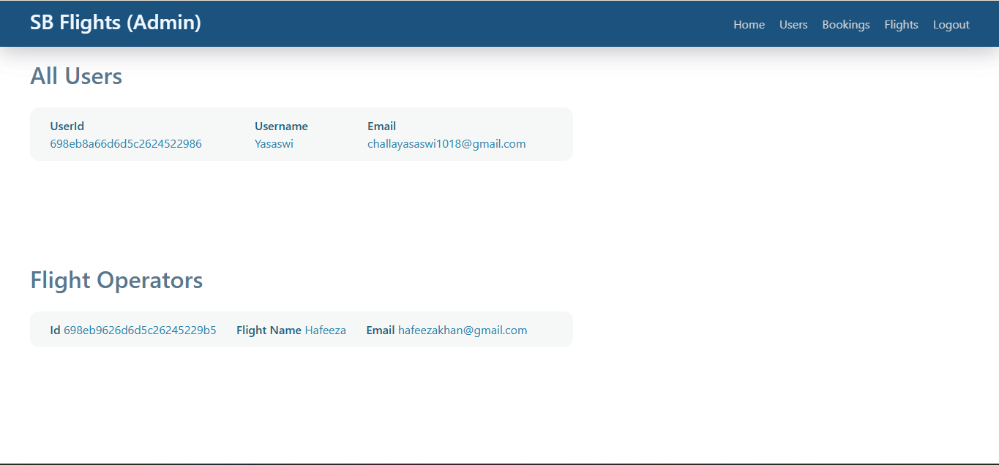 SB Flights (Admin)
Home Users Bookings Flights Logout
All Users
UserId Username Email
698eb8a66d6d5c2624522986 Yasaswi challayasaswi1018@gmail.com
Flight Operators
Id 698eb9626d6d5c26245229b5 Flight Name Hafeeza Email hafeezakhan@gmail.com